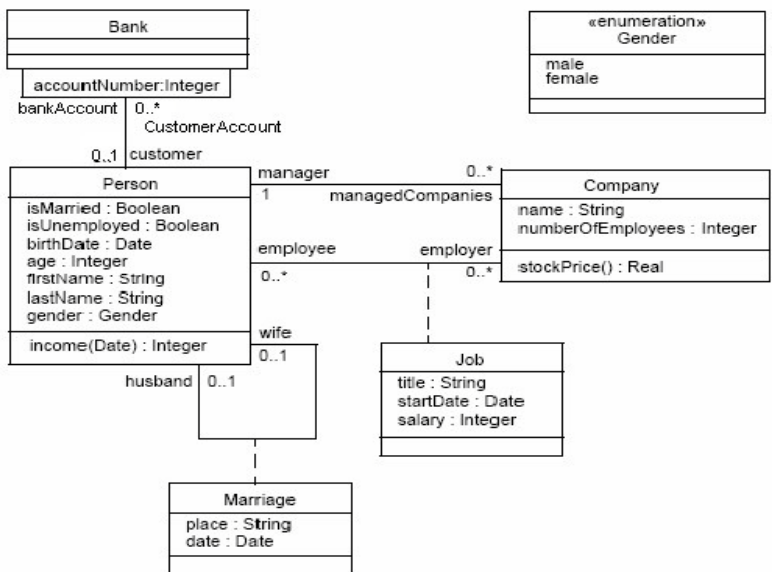 Bank
accountNumber:Integer
bankAccount 0..*
CustomerAccount
0..1 customer
«enumeration»
Gender
male
female
Person
isMarried : Boolean
isUnemployed : Boolean
birthDate : Date
age : Integer
firstName : String
lastName : String
gender : Gender
income(Date) : Integer
manager 0..*
1 managedCompanies
employee employer
0..* 0..*
Company
name : String
numberOfEmployees : Integer
stockPrice() : Real
wife
0..1
husband 0..1
Job
title : String
startDate : Date
salary : Integer
Marriage
place : String
date : Date